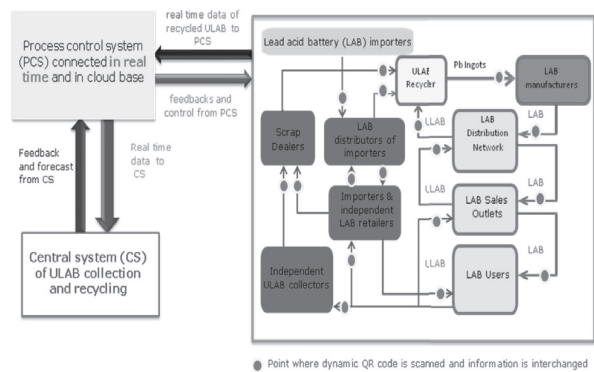 real time data of
recycled ULAB to
PCS
Process control system
(PCS) connected in real
time and in cloud base
feedbacks and
control from PCS
Feedback
and forecast
from CS
Real time
data to
CS
Central system (CS)
of ULAB collection
and recycling
Lead acid battery (LAB) importers
ULAB
Recycler
Pb Ingots
LAB
manufacturers
Scrap
Dealers
LAB
distributors of
importers
ULAB
LAB
Distribution
Network
LAB
Importers &
independent
LAB retailers
ULAB
LAB Sales
Outlets
LAB
Independent
ULAB collectors
ULAB
LAB Users
LAB
Point where dynamic QR code is scanned and information is interchanged